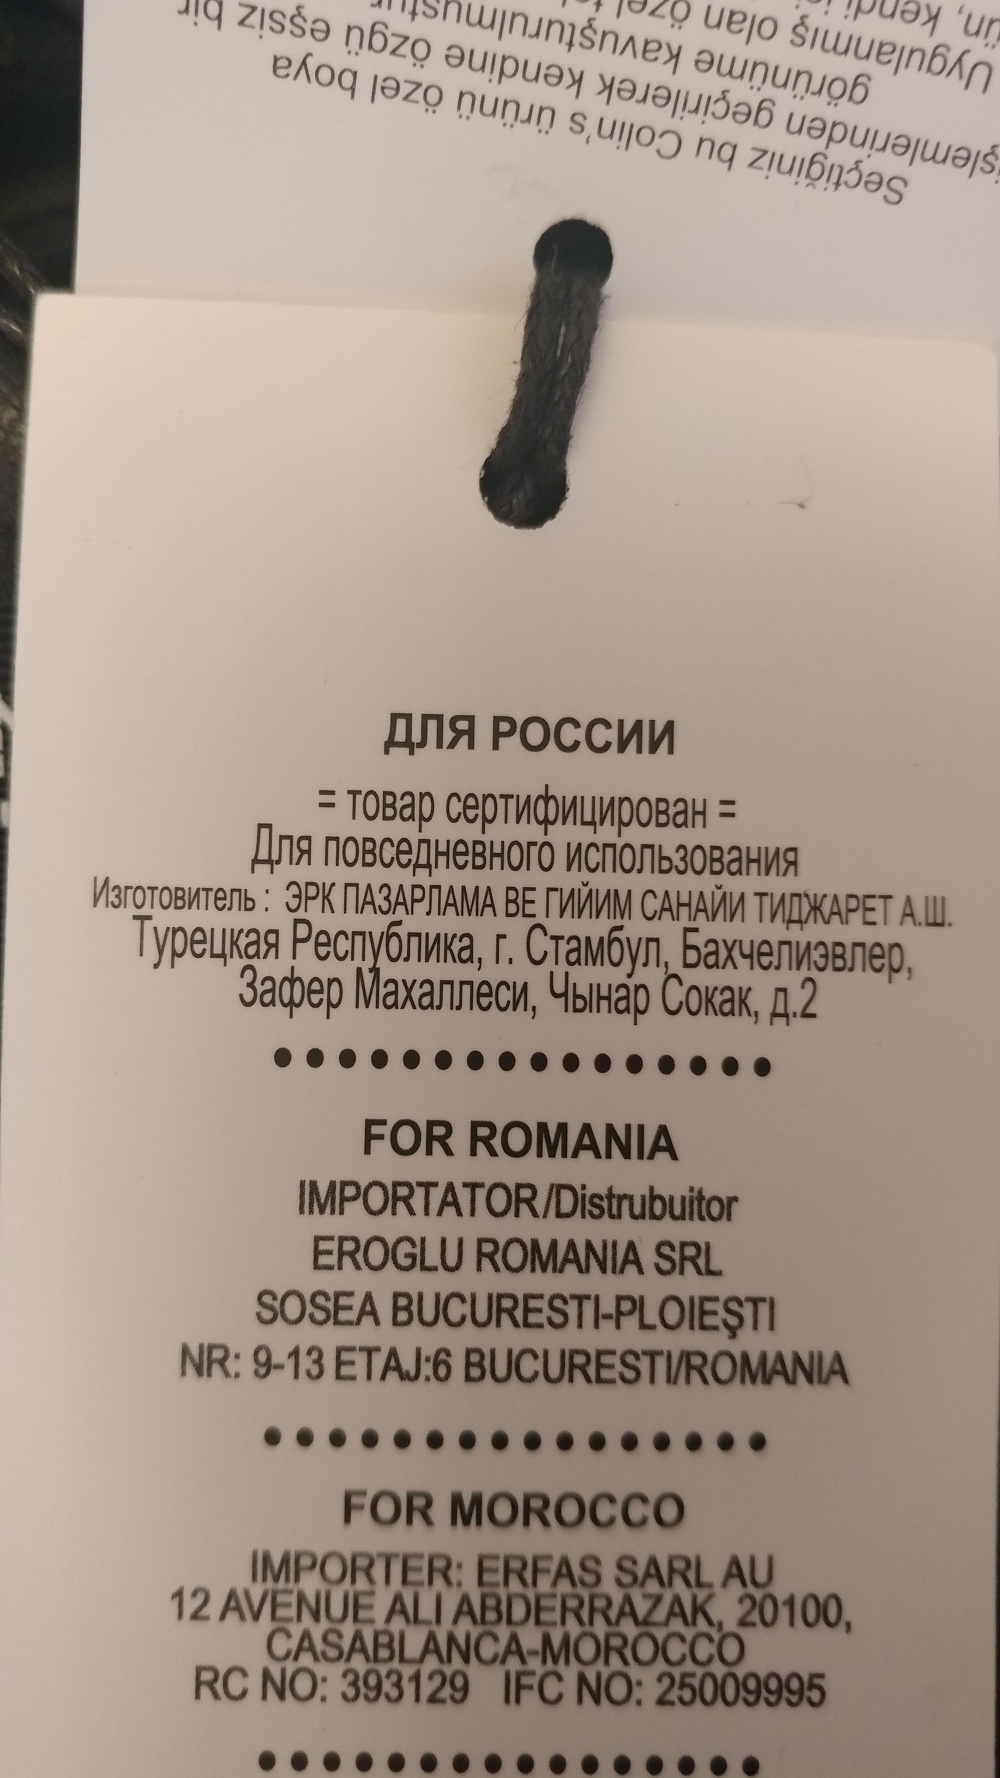 Seçtiğiniz bu Colin's ürünü özel boya
işlemlerinden geçirilerek kendine özgü eşsiz bir
görünüme kavuşturulmuştur
Uygulanmış olan özel
kendi
ДЛЯ РОССИИ
= товар сертифицирован =
Для повседневного использования
Изготовитель : ЭРК ПАЗАРЛАМА ВЕ ГИЙИМ САНАЙИ ТИДЖАРЕТ А.Ш.
Турецкая Республика, г. Стамбул, Бахчелиэвлер,
Зафер Махаллеси, Чынар Сокак, д.2
FOR ROMANIA
IMPORTATOR/Distrubuitor
EROGLU ROMANIA SRL
SOSEA BUCURESTI-PLOIEŞTI
NR: 9-13 ETAJ:6 BUCURESTI/ROMANIA
FOR MOROCCO
IMPORTER: ERFAS SARL AU
12 AVENUE ALI ABDERRAZAK, 20100,
CASABLANCA-MOROCCO
RC NO: 393129 IFC NO: 25009995